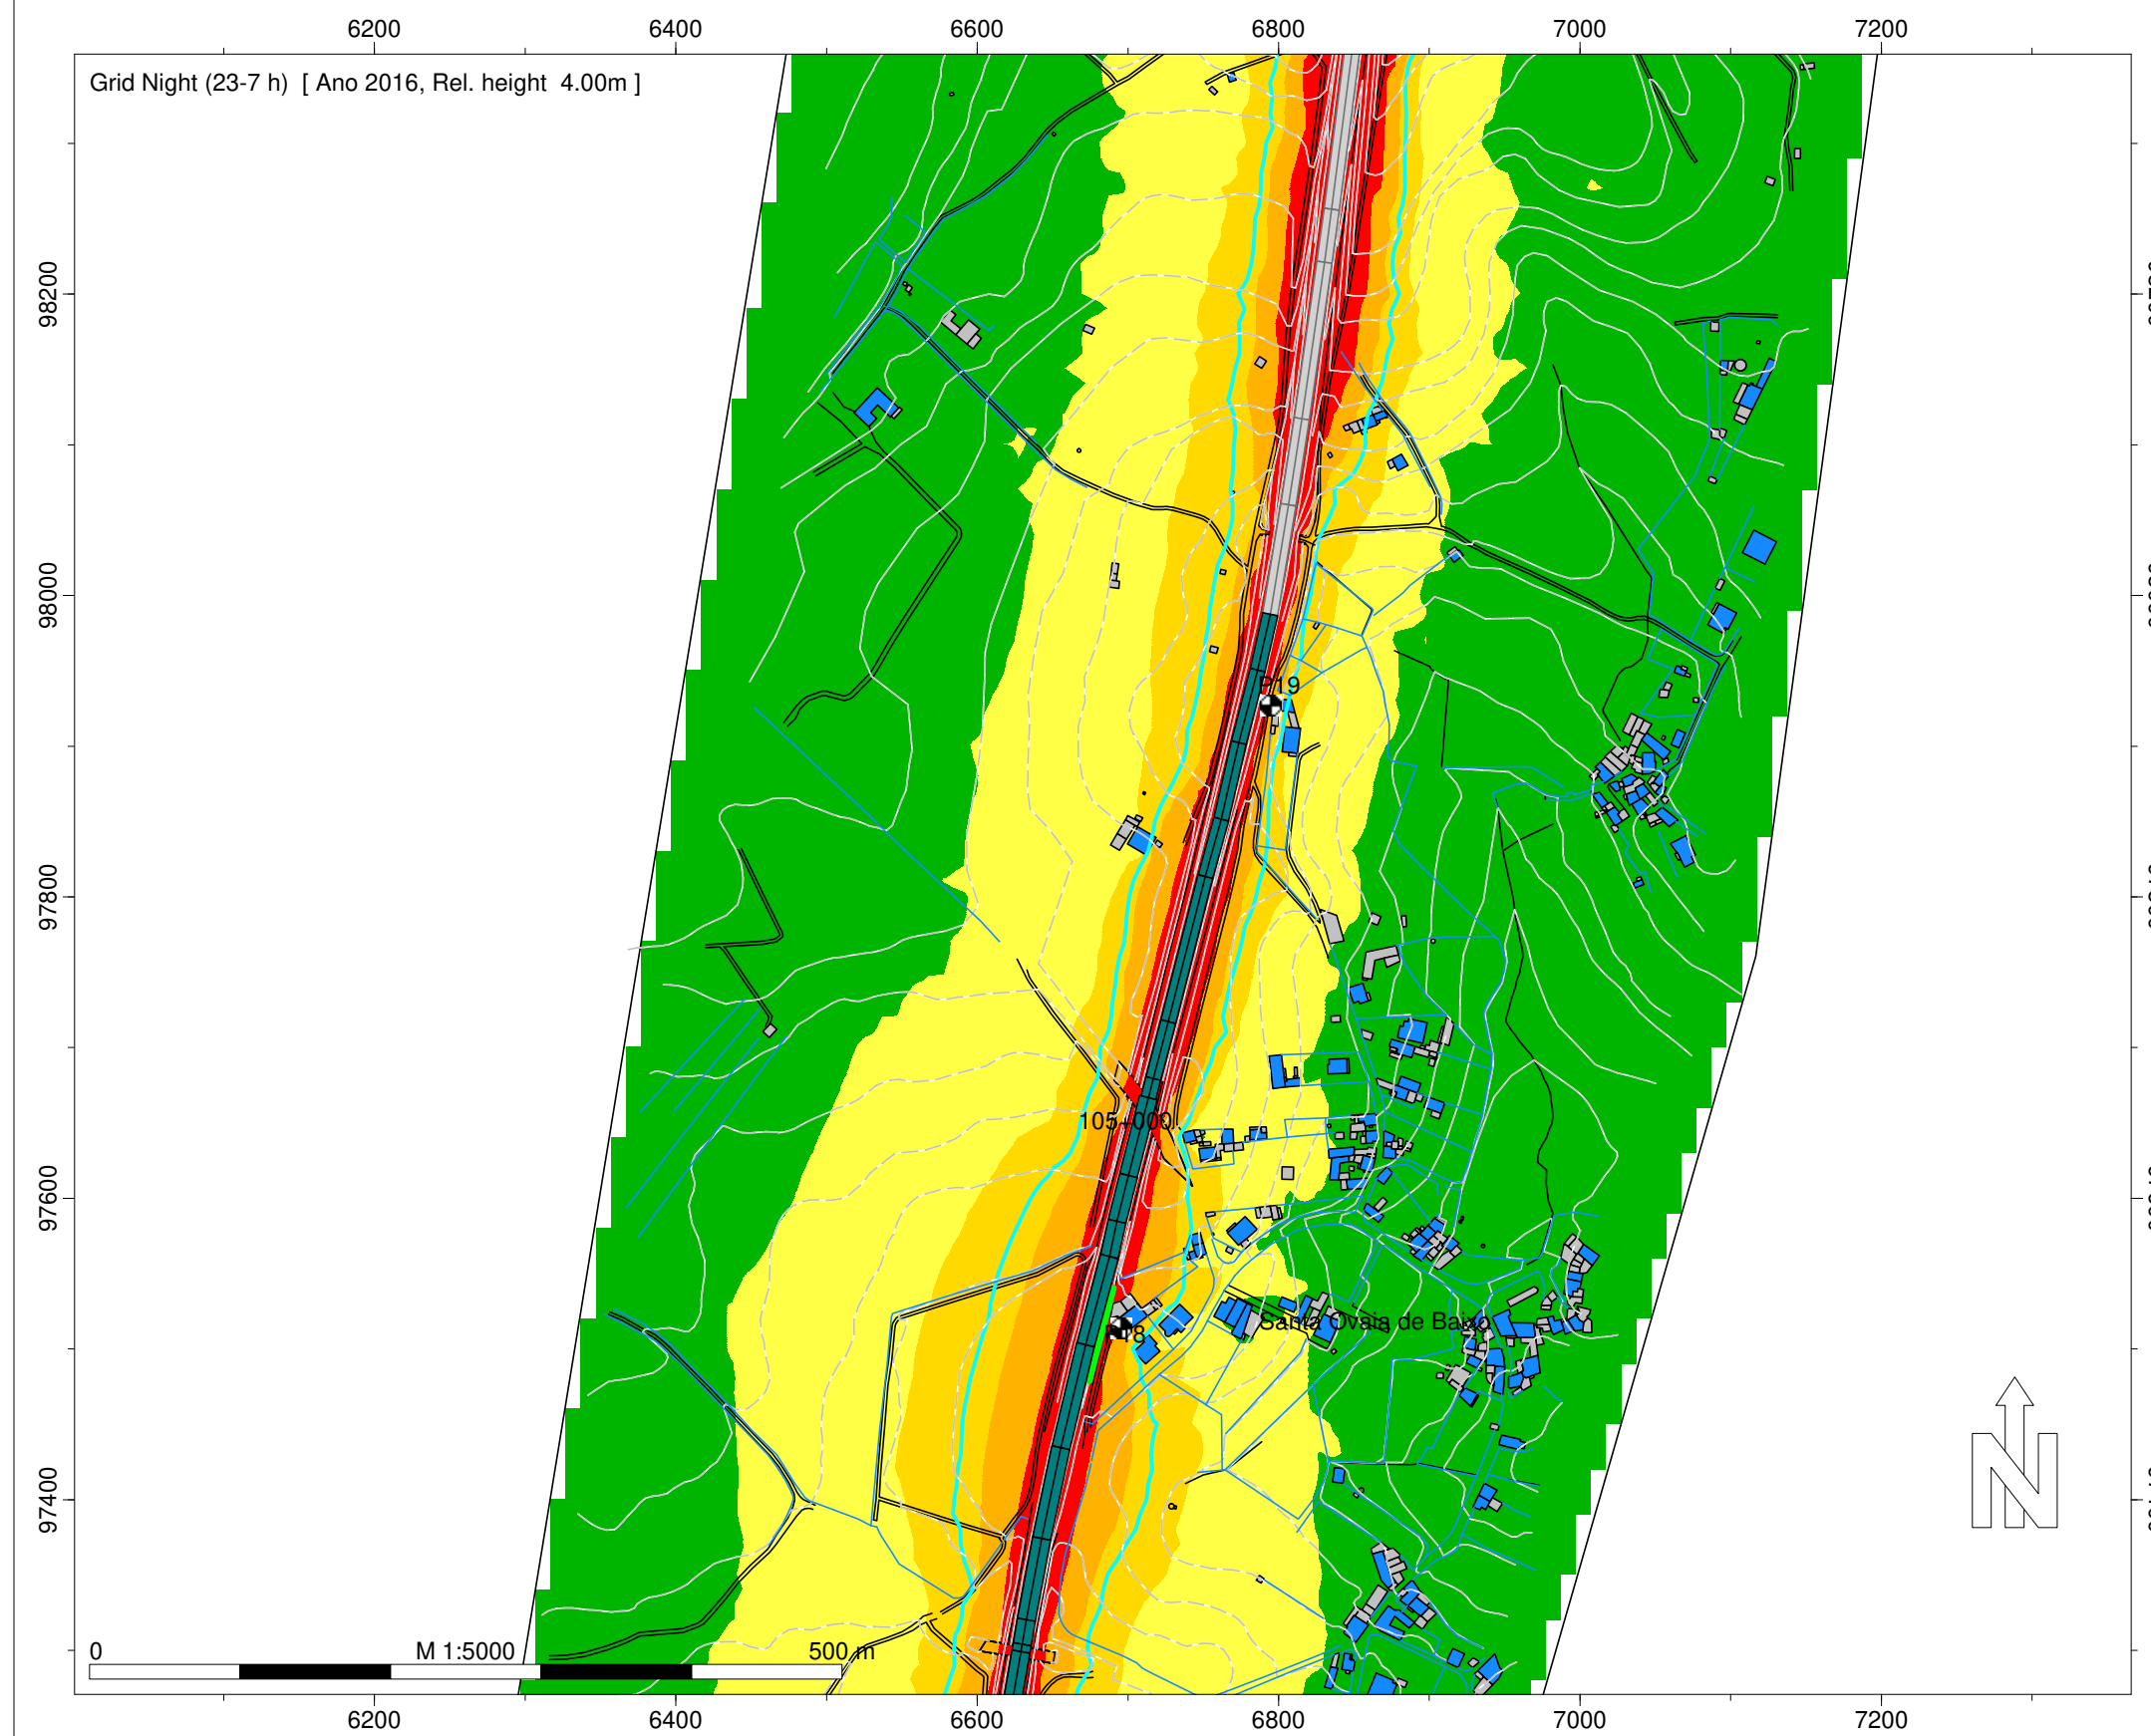 6200 6400 6600 6800 7000 7200
Grid Night (23-7 h) [ Ano 2016, Rel. height 4.00m ]
98200
98000
P19
97800
105+000
97600
Santa Ovaia de Baixo
P18
97400
0 M 1:5000 500 m
N
6200 6400 6600 6800 7000 7200